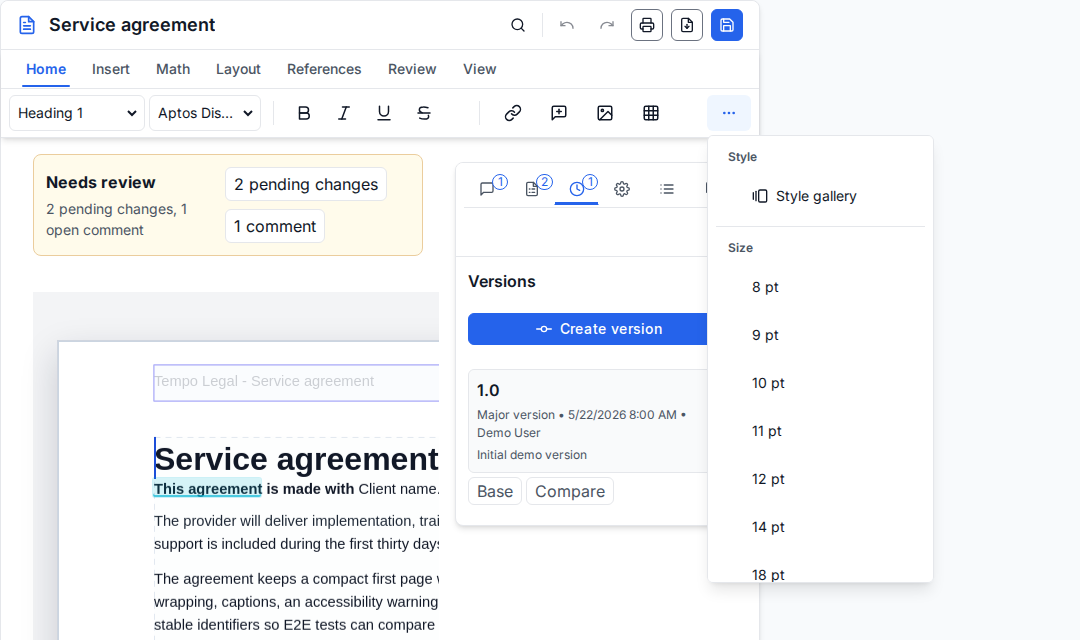 Service agreement
Home Insert Math Layout References Review View
Heading 1 Aptos Dis...
Needs review
2 pending changes, 1
open comment
2 pending changes
1 comment
Tempo Legal - Service agreement
Service agreement
This agreement is made with Client name.
The provider will deliver implementation,
support is included during the first thirty days
The agreement keeps a compact first page
wrapping, captions, an accessibility warning
stable identifiers so E2E tests can compare
1 2 1
Versions
Create version
1.0
Major version • 5/22/2026 8:00 AM •
Demo User
Initial demo version
Base Compare
Style
Style gallery
Size
8 pt
9 pt
10 pt
11 pt
12 pt
14 pt
18 pt